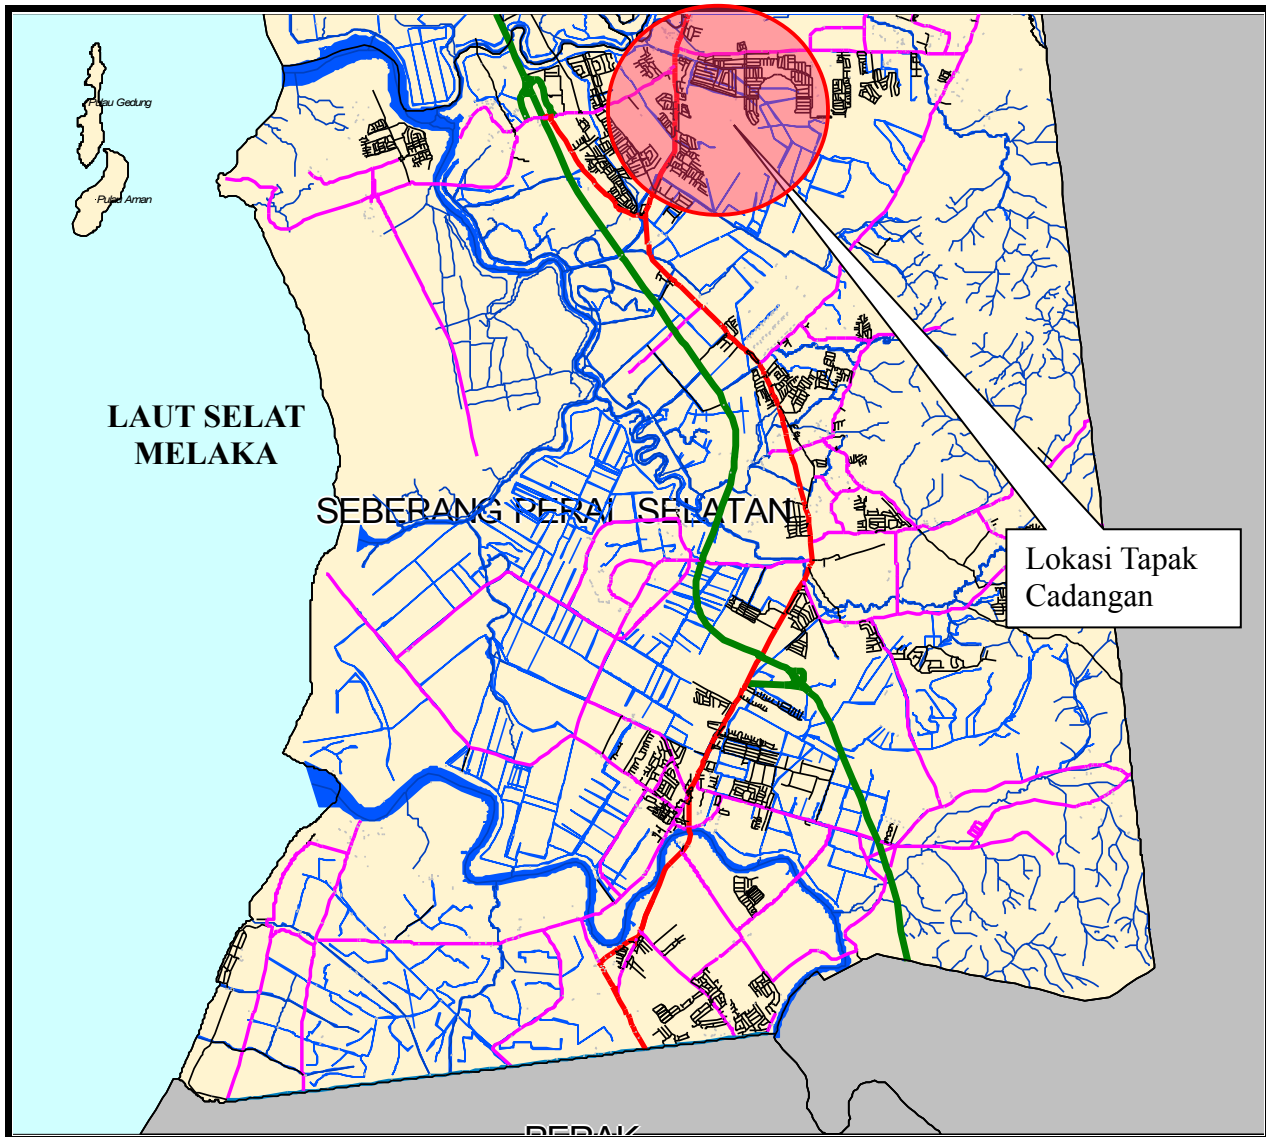 Pulau Gedung
Pulau Aman
LAUT SELAT
MELAKA
SEBERANG PERAI SELATAN
Lokasi Tapak
Cadangan
PERAK